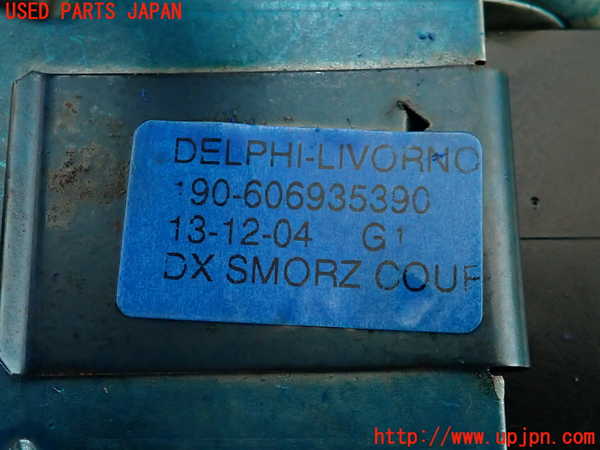 USED PARTS JAPAN
DELPHI-LIVORNO
190-606935390
13-12-04 G1
DX SMORZ COUP
http://www.upjpn.com/